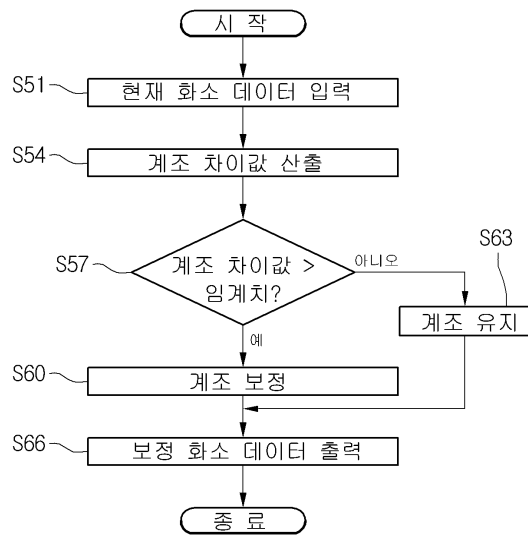 시 작
S51
현재 화소 데이터 입력
S54
계조 차이값 산출
S57
계조 차이값 >
임계치?
아니오
S63
계조 유지
예
S60
계조 보정
S66
보정 화소 데이터 출력
종 료